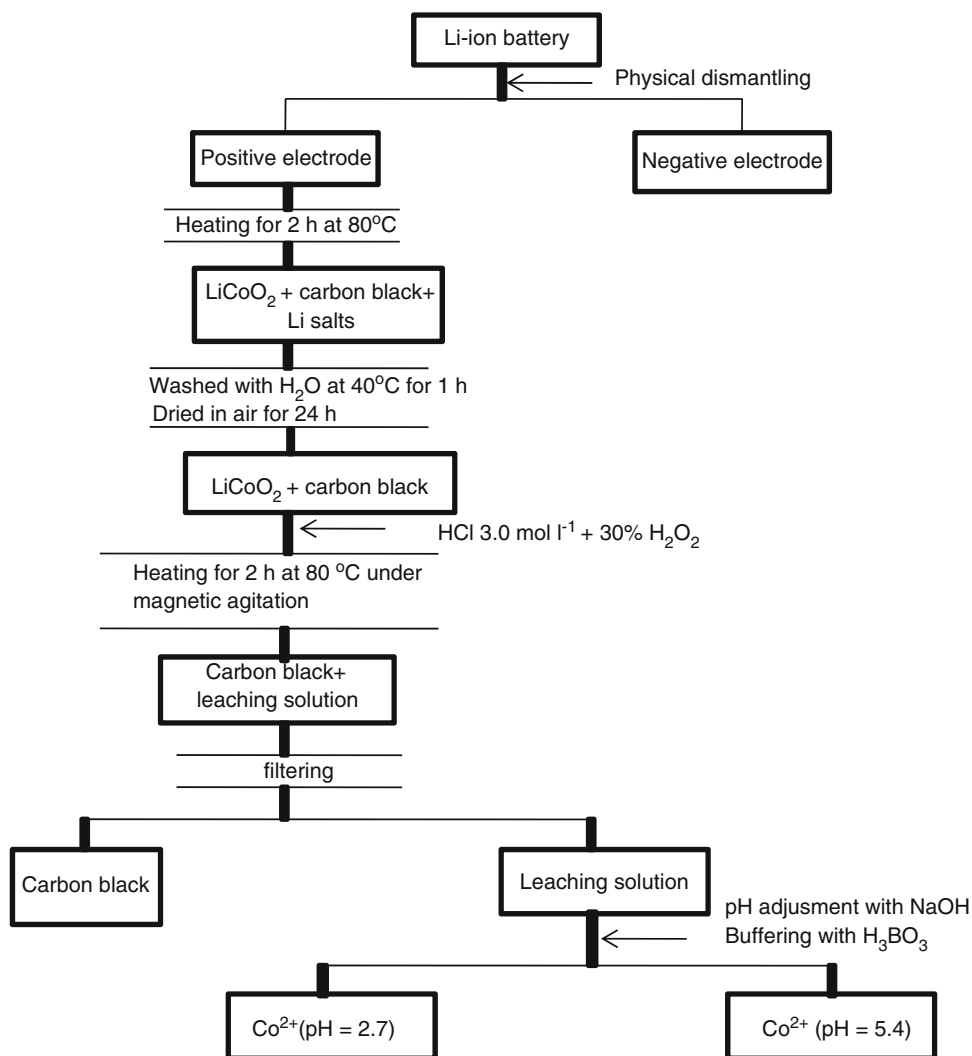 Li-ion battery
Physical dismantling
Positive electrode
Negative electrode
Heating for 2 h at 80°C
LiCoO₂ + carbon black+
Li salts
Washed with H₂O at 40°C for 1 h
Dried in air for 24 h
LiCoO₂ + carbon black
HCl 3.0 mol l⁻¹ + 30% H₂O₂
Heating for 2 h at 80 °C under
magnetic agitation
Carbon black+
leaching solution
filtering
Carbon black
Leaching solution
pH adjusment with NaOH
Buffering with H₃BO₃
Co²⁺(pH = 2.7)
Co²⁺ (pH = 5.4)